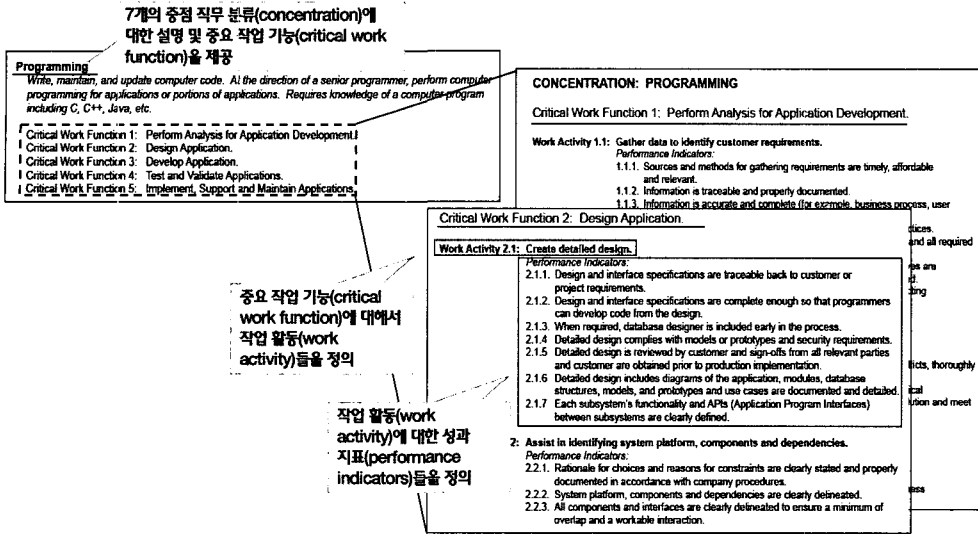 7개의 중점 직무 분류(concentration)에
대한 설명 및 중요 작업 기능(critical work
function)을 제공
Programming
Write, maintain, and update computer code. At the direction of a senior programmer, perform computer
programming for applications or portions of applications. Requires knowledge of a computer program
including C, C++, Java, etc.
Critical Work Function 1: Perform Analysis for Application Development.
Critical Work Function 2: Design Application.
Critical Work Function 3: Develop Application.
Critical Work Function 4: Test and Validate Applications.
Critical Work Function 5: Implement, Support and Maintain Applications.
CONCENTRATION: PROGRAMMING
Critical Work Function 1: Perform Analysis for Application Development.
Work Activity 1.1: Gather data to identify customer requirements.
Performance Indicators:
1.1.1. Sources and methods for gathering requirements are timely, affordable
and relevant.
1.1.2. Information is traceable and properly documented.
1.1.3. Information is accurate and complete (for example, business process, user
and all required
es are
d.
ting
licts, thoroughly
ical
lution and meet
ess
Critical Work Function 2: Design Application.
Work Activity 2.1: Create detailed design.
Performance Indicators:
2.1.1. Design and interface specifications are traceable back to customer or
project requirements.
2.1.2. Design and interface specifications are complete enough so that programmers
can develop code from the design.
2.1.3. When required, database designer is included early in the process.
2.1.4 Detailed design complies with models or prototypes and security requirements.
2.1.5 Detailed design is reviewed by customer and sign-offs from all relevant parties
and customer are obtained prior to production implementation.
2.1.6 Detailed design includes diagrams of the application, modules, database
structures, models, and prototypes and use cases are documented and detailed.
2.1.7 Each subsystem's functionality and APIs (Application Program Interfaces)
between subsystems are clearly defined.
2: Assist in identifying system platform, components and dependencies.
Performance Indicators:
2.2.1. Rationale for choices and reasons for constraints are clearly stated and properly
documented in accordance with company procedures.
2.2.2. System platform, components and dependencies are clearly delineated.
2.2.3. All components and interfaces are clearly delineated to ensure a minimum of
overlap and a workable interaction.
중요 작업 기능(critical
work function)에 대해서
작업 활동(work
activity)들을 정의
작업 활동(work
activity)에 대한 성과
지표(performance
indicators)들을 정의